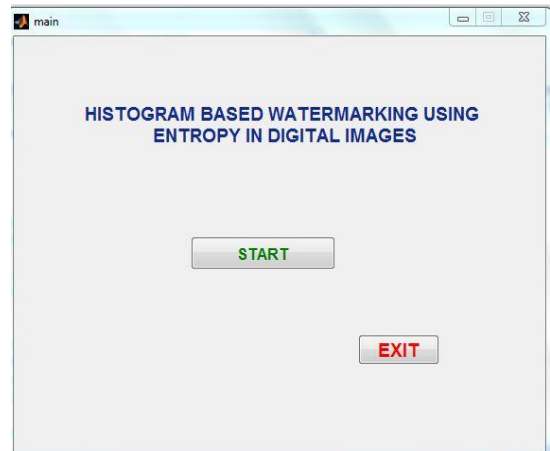 main
HISTOGRAM BASED WATERMARKING USING
ENTROPY IN DIGITAL IMAGES
START
EXIT